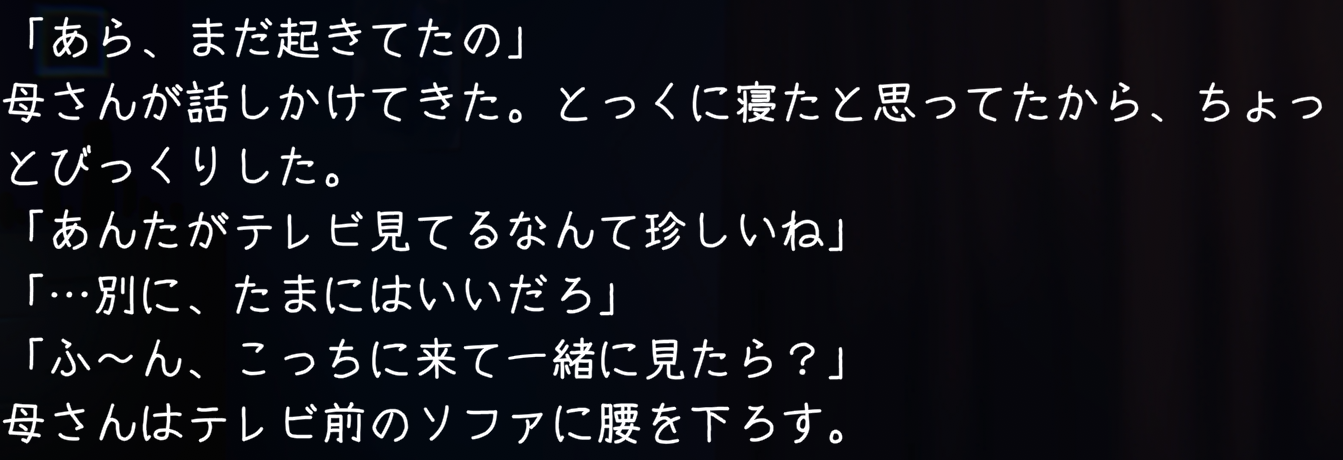 「あら、まだ起きてたの」
母さんが話しかけてきた。とっくに寝たと思ってたから、ちょっ
とびっくりした。
「あんたがテレビ見てるなんて珍しいね」
「…別に、たまにはいいだろ」
「ふ～ん、こっちに来て一緒に見たら？」
母さんはテレビ前のソファに腰を下ろす。